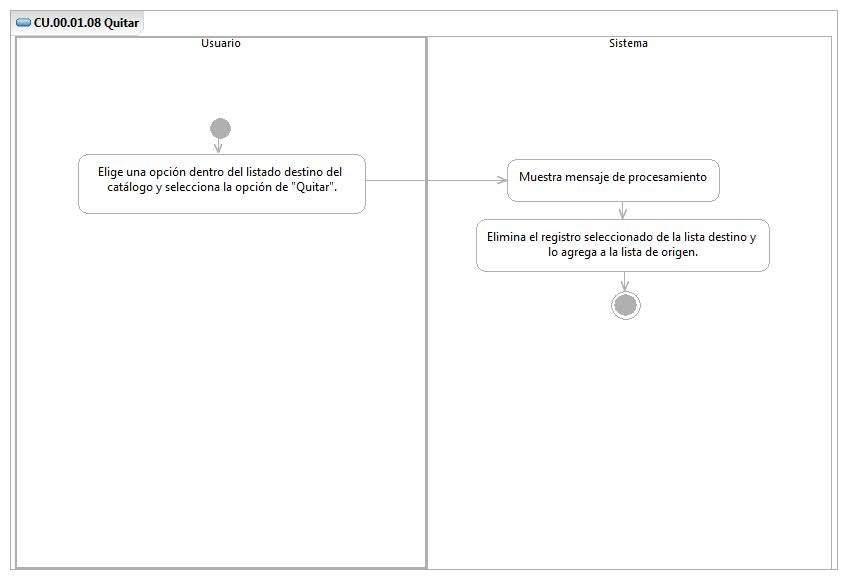 CU.00.01.08 Quitar
Usuario
Sistema
Elige una opción dentro del listado destino del
catálogo y selecciona la opción de "Quitar".
Muestra mensaje de procesamiento
Elimina el registro seleccionado de la lista destino y
lo agrega a la lista de origen.